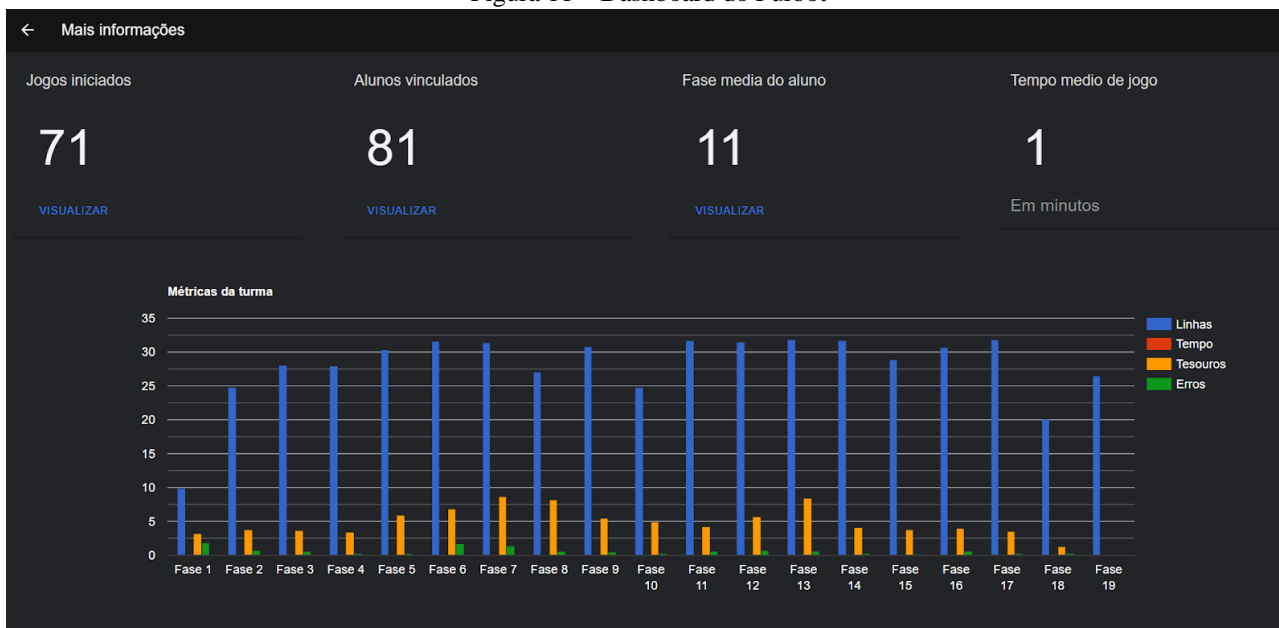 ← Mais informações
Jogos iniciados
71
VISUALIZAR
Alunos vinculados
81
VISUALIZAR
Fase media do aluno
11
VISUALIZAR
Tempo medio de jogo
1
Em minutos
Métricas da turma
35
30
25
20
15
10
5
0
Fase 1 Fase 2 Fase 3 Fase 4 Fase 5 Fase 6 Fase 7 Fase 8 Fase 9 Fase 10 Fase 11 Fase 12 Fase 13 Fase 14 Fase 15 Fase 16 Fase 17 Fase 18 Fase 19
Linhas
Tempo
Tesouros
Erros